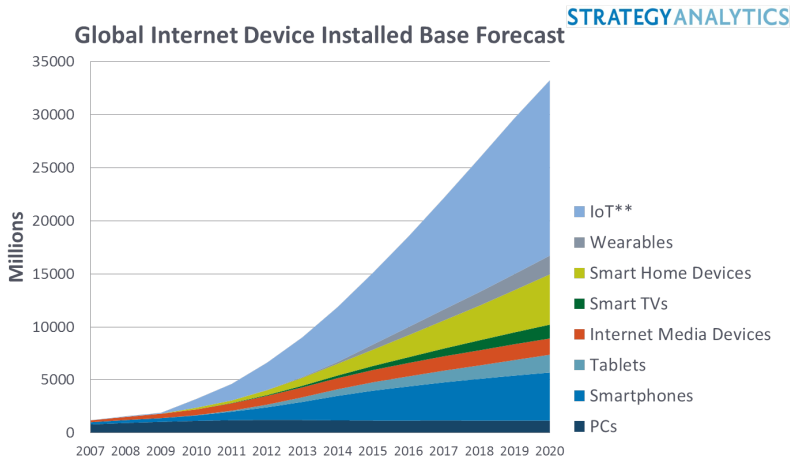 STRATEGYANALYTICS
Global Internet Device Installed Base Forecast
Millions
35000
30000
25000
20000
15000
10000
5000
0
2007 2008 2009 2010 2011 2012 2013 2014 2015 2016 2017 2018 2019 2020
IoT**
Wearables
Smart Home Devices
Smart TVs
Internet Media Devices
Tablets
Smartphones
PCs